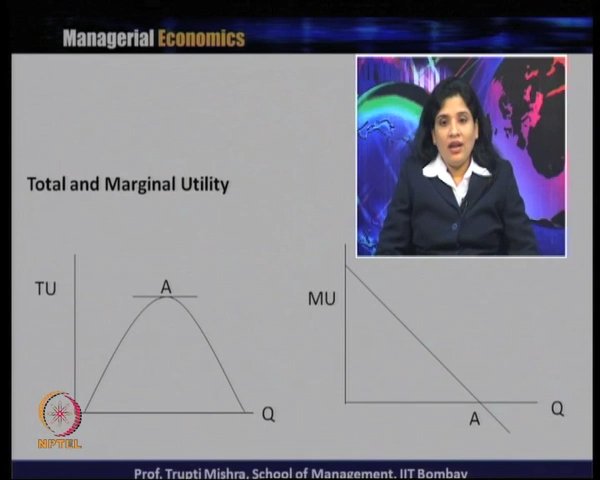 Managerial Economics
Total and Marginal Utility
TU
A
Q
MU
A
Q
NPTEL
Prof. Trupti Mishra, School of Management, IIT Bombay